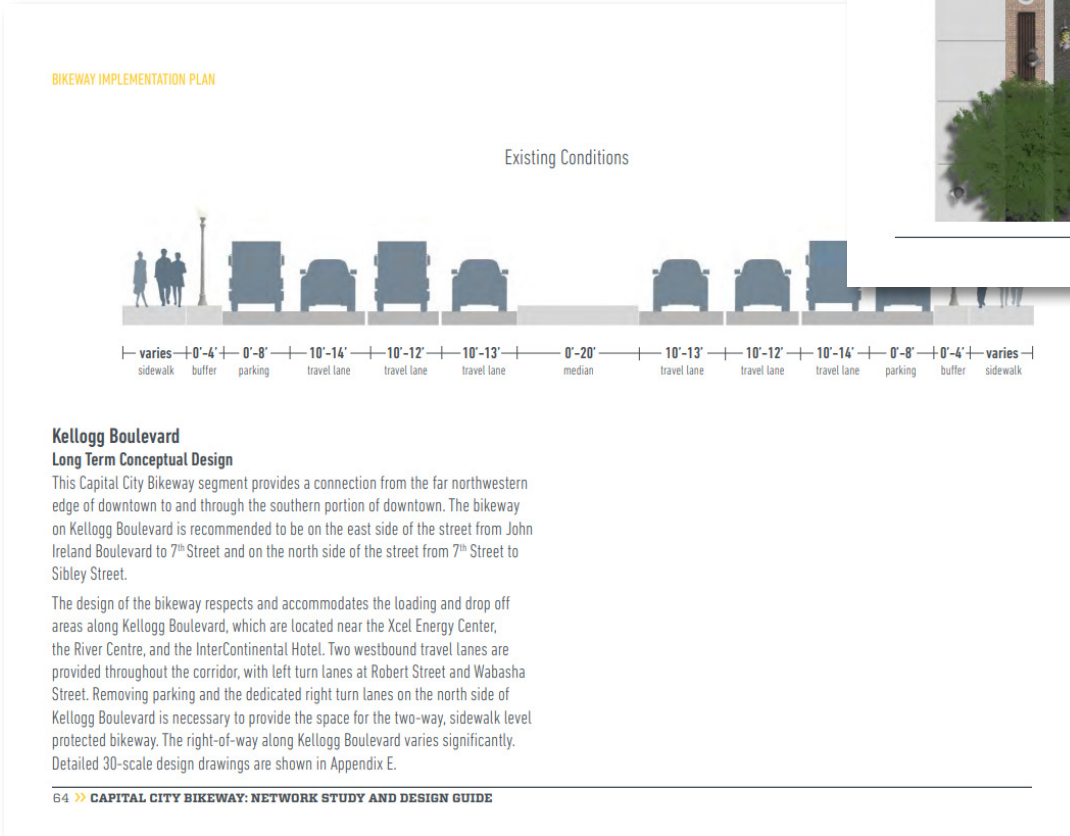 BIKEWAY IMPLEMENTATION PLAN
Existing Conditions
varies 0'-4' 0'-8' 10'-14' 10'-12' 10'-13' 0'-20' 10'-13' 10'-12' 10'-14' 0'-8' 0'-4' varies
sidewalk buffer parking travel lane travel lane travel lane median travel lane travel lane travel lane parking buffer sidewalk
Kellogg Boulevard
Long Term Conceptual Design
This Capital City Bikeway segment provides a connection from the far northwestern
edge of downtown to and through the southern portion of downtown. The bikeway
on Kellogg Boulevard is recommended to be on the east side of the street from John
Ireland Boulevard to 7th Street and on the north side of the street from 7th Street to
Sibley Street.
The design of the bikeway respects and accommodates the loading and drop off
areas along Kellogg Boulevard, which are located near the Xcel Energy Center,
the River Centre, and the InterContinental Hotel. Two westbound travel lanes are
provided throughout the corridor, with left turn lanes at Robert Street and Wabasha
Street. Removing parking and the dedicated right turn lanes on the north side of
Kellogg Boulevard is necessary to provide the space for the two-way, sidewalk level
protected bikeway. The right-of-way along Kellogg Boulevard varies significantly.
Detailed 30-scale design drawings are shown in Appendix E.
64 >> CAPITAL CITY BIKEWAY: NETWORK STUDY AND DESIGN GUIDE